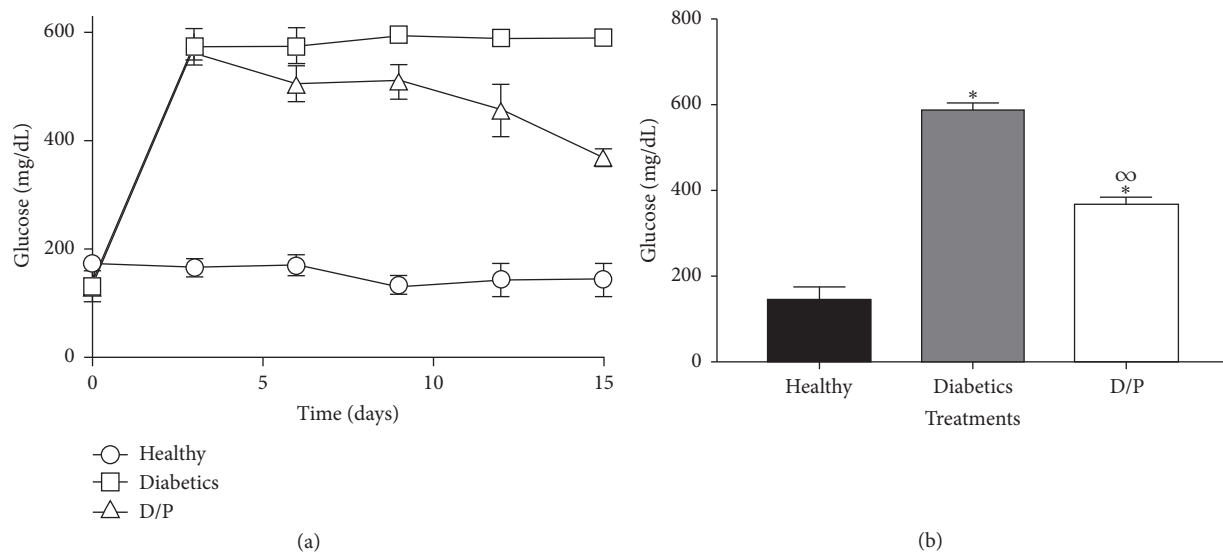 600
400
200
0
Glucose (mg/dL)
0
5
10
15
Time (days)
Healthy
Diabetics
D/P
(a)
800
600
400
200
0
Glucose (mg/dL)
*
∞
*
Healthy
Diabetics
D/P
Treatments
(b)